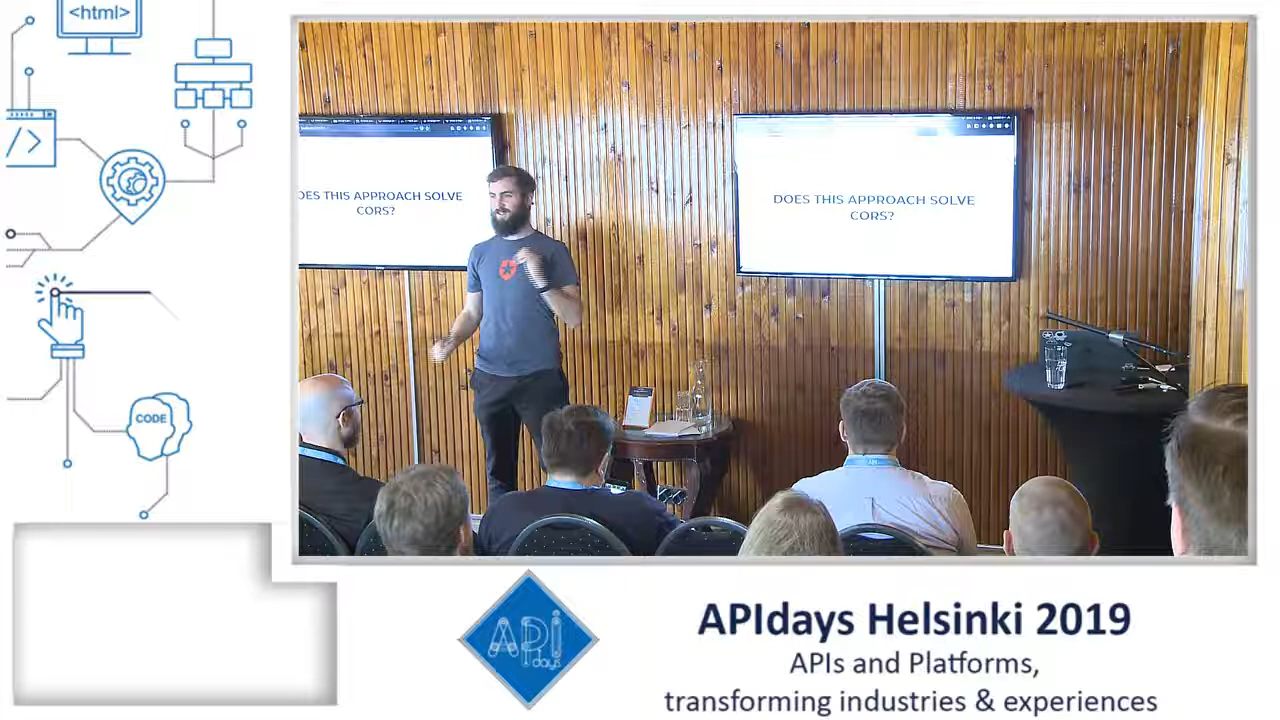 <html>
</>
CODE
OES THIS APPROACH SOLVE
CORS?
DOES THIS APPROACH SOLVE
CORS?
API
days
APIdays Helsinki 2019
APIs and Platforms,
transforming industries & experiences